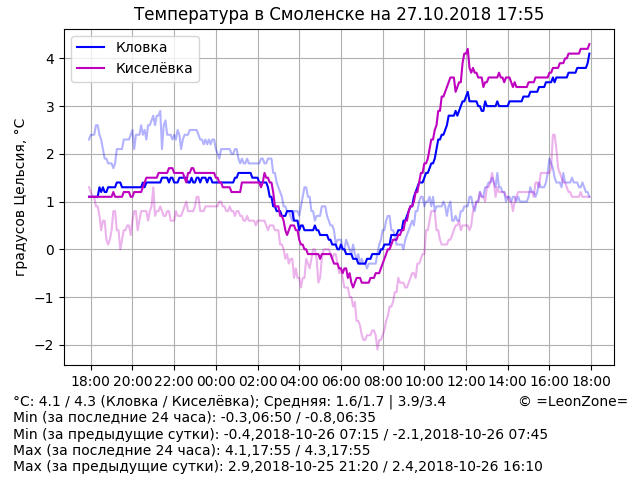 Температура в Смоленске на 27.10.2018 17:55
Кловка
Киселёвка
градусов Цельсия, °C
4
3
2
1
0
−1
−2
18:00 20:00 22:00 00:00 02:00 04:00 06:00 08:00 10:00 12:00 14:00 16:00 18:00
°C: 4.1 / 4.3 (Кловка / Киселёвка); Средняя: 1.6/1.7 | 3.9/3.4 © =LeonZone=
Min (за последние 24 часа): -0.3,06:50 / -0.8,06:35
Min (за предыдущие сутки): -0.4,2018-10-26 07:15 / -2.1,2018-10-26 07:45
Max (за последние 24 часа): 4.1,17:55 / 4.3,17:55
Max (за предыдущие сутки): 2.9,2018-10-25 21:20 / 2.4,2018-10-26 16:10